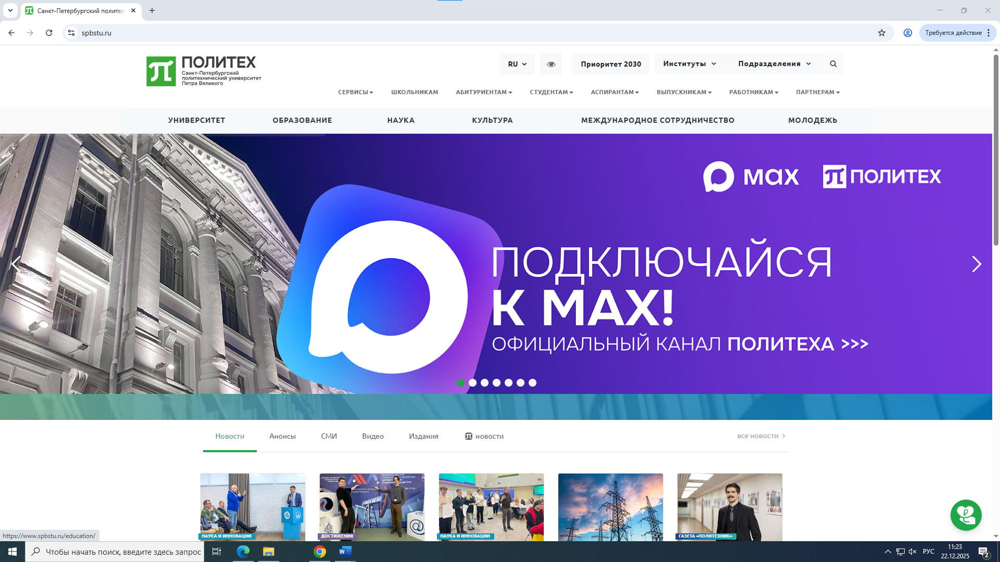 Санкт-Петербургский политех
spbstu.ru
Требуется действие
ПОЛИТЕХ
Санкт-Петербургский
политехнический университет
Петра Великого
RU
Приоритет 2030
Институты
Подразделения
СЕРВИСЫ
ШКОЛЬНИКАМ
АБИТУРИЕНТАМ
СТУДЕНТАМ
АСПИРАНТАМ
ВЫПУСКНИКАМ
РАБОТНИКАМ
ПАРТНЕРАМ
УНИВЕРСИТЕТ
ОБРАЗОВАНИЕ
НАУКА
КУЛЬТУРА
МЕЖДУНАРОДНОЕ СОТРУДНИЧЕСТВО
МОЛОДЕЖЬ
мах
ПОЛИТЕХ
ПОДКЛЮЧАЙСЯ
К МАХ!
ОФИЦИАЛЬНЫЙ КАНАЛ ПОЛИТЕХА >>>
Новости
Анонсы
СМИ
Видео
Издания
новости
все новости
НАУКА И ИННОВАЦИИ
ДОСТИЖЕНИЯ
НАУКА И ИННОВАЦИИ
ГАЗЕТА «ПОЛИТЕХНИК»
https://www.spbstu.ru/education/
Чтобы начать поиск, введите здесь запрос
РУС
11:23
22.12.2025
2